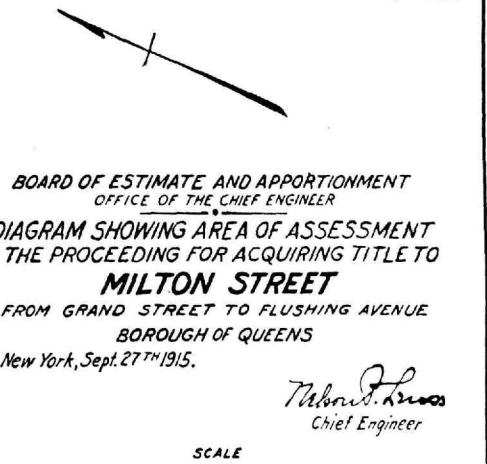 BOARD OF ESTIMATE AND APPORTIONMENT
OFFICE OF THE CHIEF ENGINEER
DIAGRAM SHOWING AREA OF ASSESSMENT
THE PROCEEDING FOR ACQUIRING TITLE TO
MILTON STREET
FROM GRAND STREET TO FLUSHING AVENUE
BOROUGH OF QUEENS
New York, Sept. 27TH 1915.
Nelson P. Lewis
Chief Engineer
SCALE